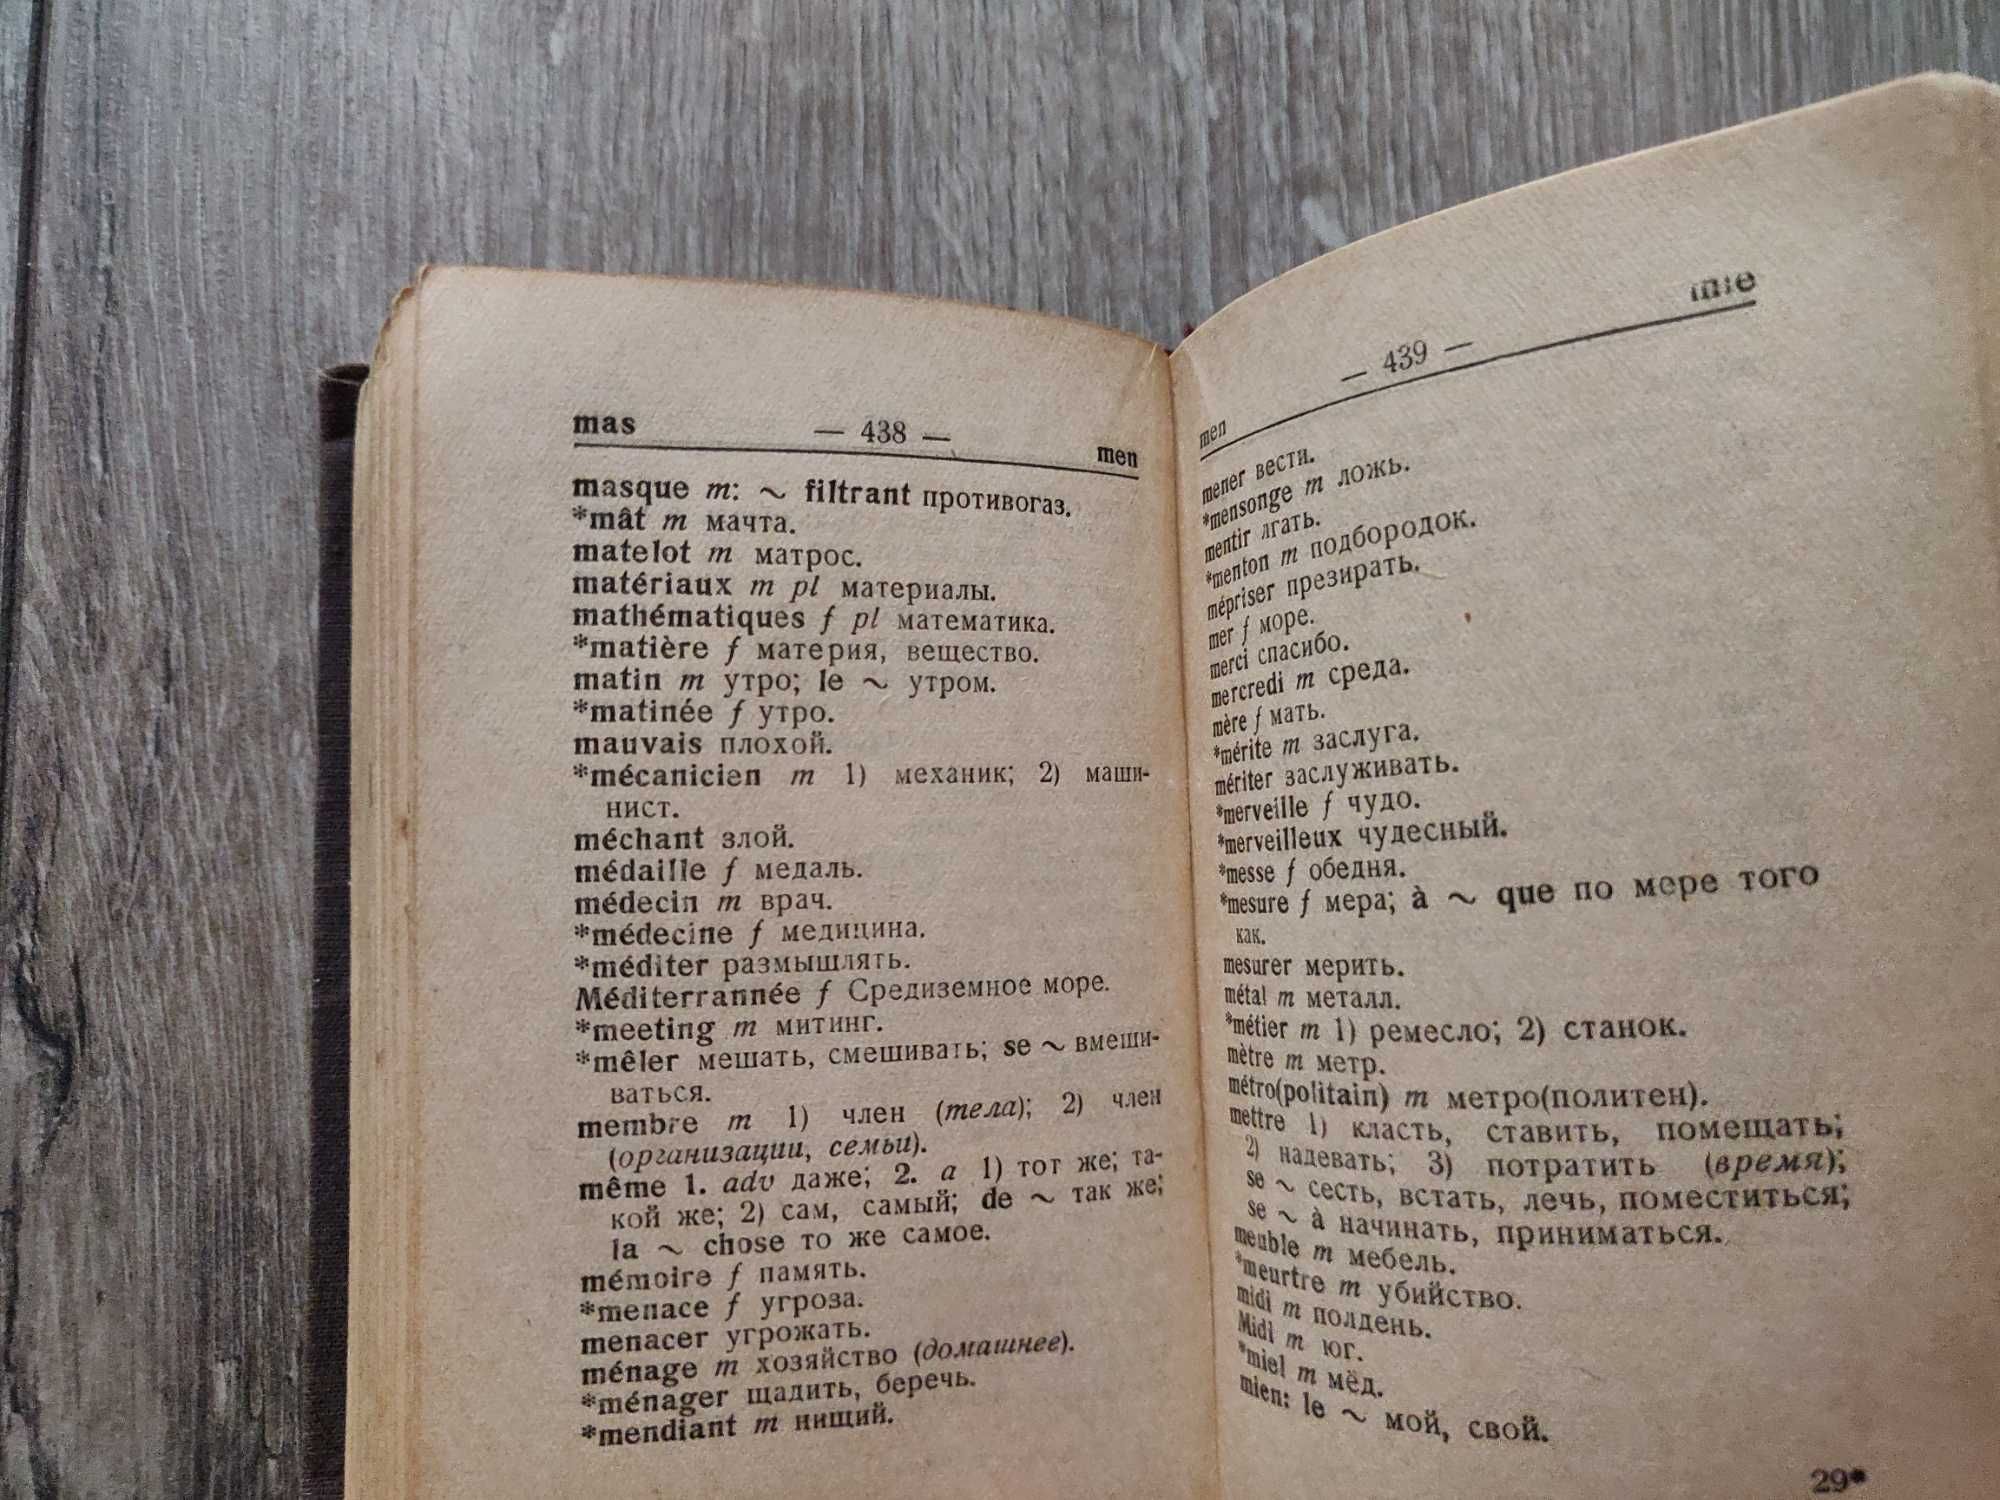 mas — 438 — men
masque m: ~ filtrant противогаз.
*mât m мачта.
matelot m матрос.
matériaux m pl материалы.
mathématiques f pl математика.
*matière f материя, вещество.
matin m утро; le ~ утром.
*matinée f утро.
mauvais плохой.
*mécanicien m 1) механик; 2) маши-
нист.
méchant злой.
médaille f медаль.
médecin m врач.
*médecine f медицина.
*méditer размышлять.
Méditerrannée f Средиземное море.
*meeting m митинг.
*mêler мешать, смешивать; se ~ вмеши-
ваться.
membre m 1) член (тела); 2) член
(организации, семьи).
même 1. adv даже; 2. a 1) тот же; та-
кой же; 2) сам, самый; de ~ так же;
la ~ chose то же самое.
mémoire f память.
*menace f угроза.
menacer угрожать.
ménage m хозяйство (домашнее).
*ménager щадить, беречь.
*mendiant m нищий.
men — 439 — mie
mener вести.
*mensonge m ложь.
mentir лгать.
*menton m подбородок.
mépriser презирать.
mer f море.
merci спасибо.
mercredi m среда.
mère f мать.
*mérite m заслуга.
mériter заслуживать.
*merveille f чудо.
*merveilleux чудесный.
*messe f обедня.
*mesure f мера; à ~ que по мере того
как.
mesurer мерить.
métal m металл.
*métier m 1) ремесло; 2) станок.
mètre m метр.
métro(politain) m метро(политен).
mettre 1) класть, ставить, помещать;
2) надевать; 3) потратить (время);
se ~ сесть, встать, лечь, поместиться;
se ~ à начинать, приниматься.
meuble m мебель.
*meurtre m убийство.
midi m полдень.
Midi m юг.
*miel m мёд.
mien: le ~ мой, свой.
29*